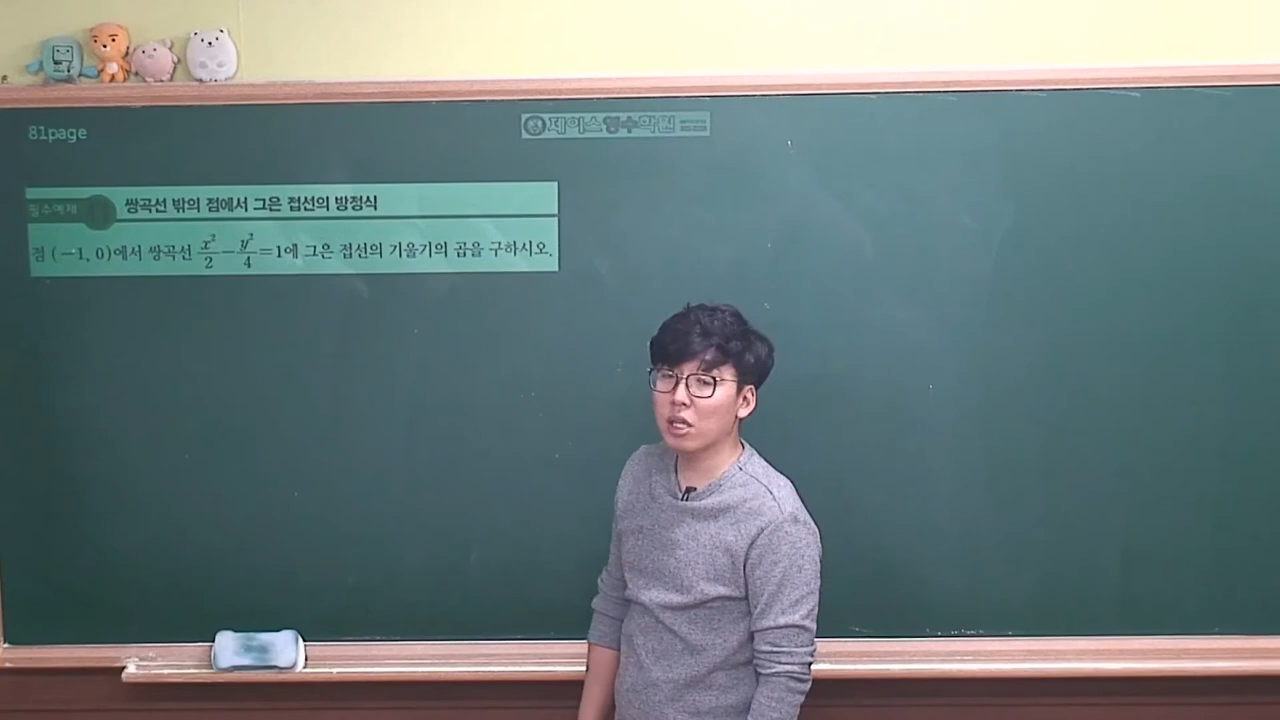 81page
제이스영수학원
필수예제
쌍곡선 밖의 점에서 그은 접선의 방정식
점 (−1, 0)에서 쌍곡선 x²/2 − y²/4 = 1에 그은 접선의 기울기의 곱을 구하시오.